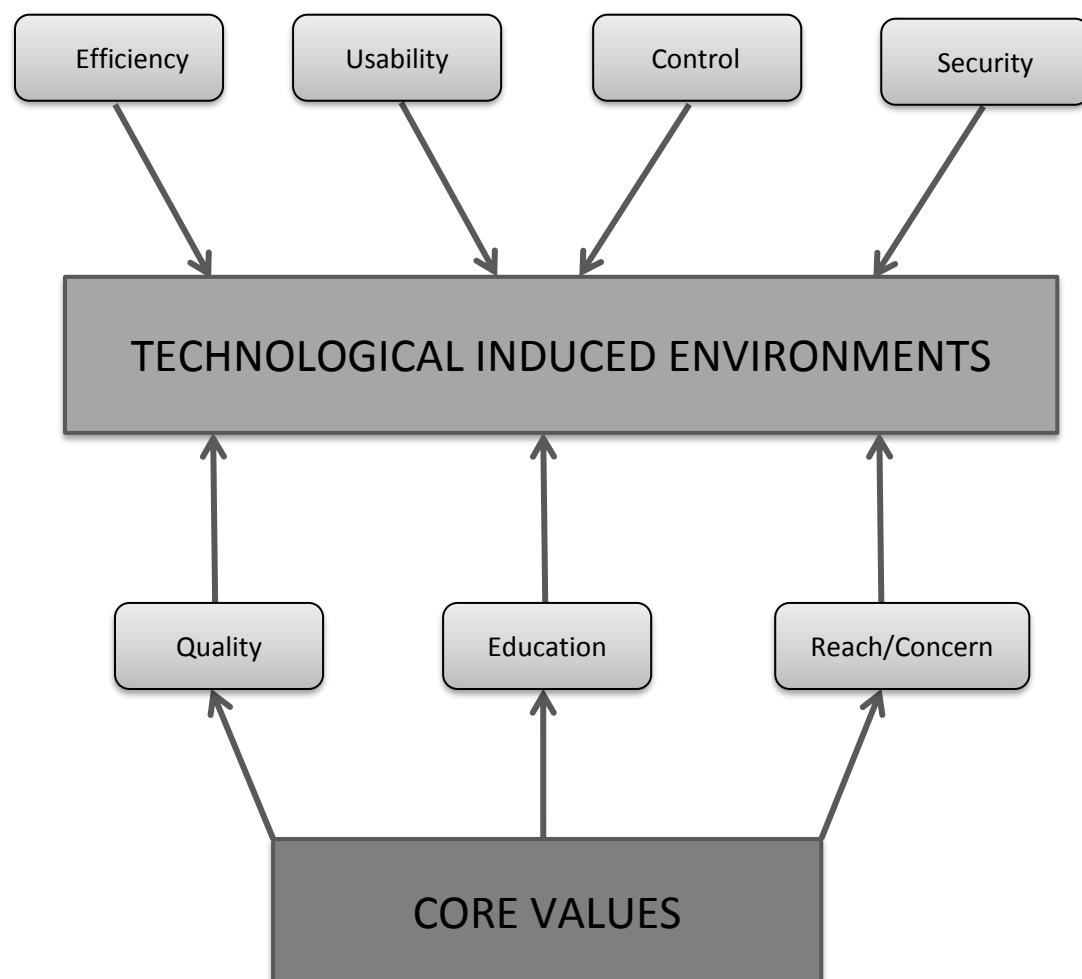 Efficiency
Usability
Control
Security
TECHNOLOGICAL INDUCED ENVIRONMENTS
Quality
Education
Reach/Concern
CORE VALUES